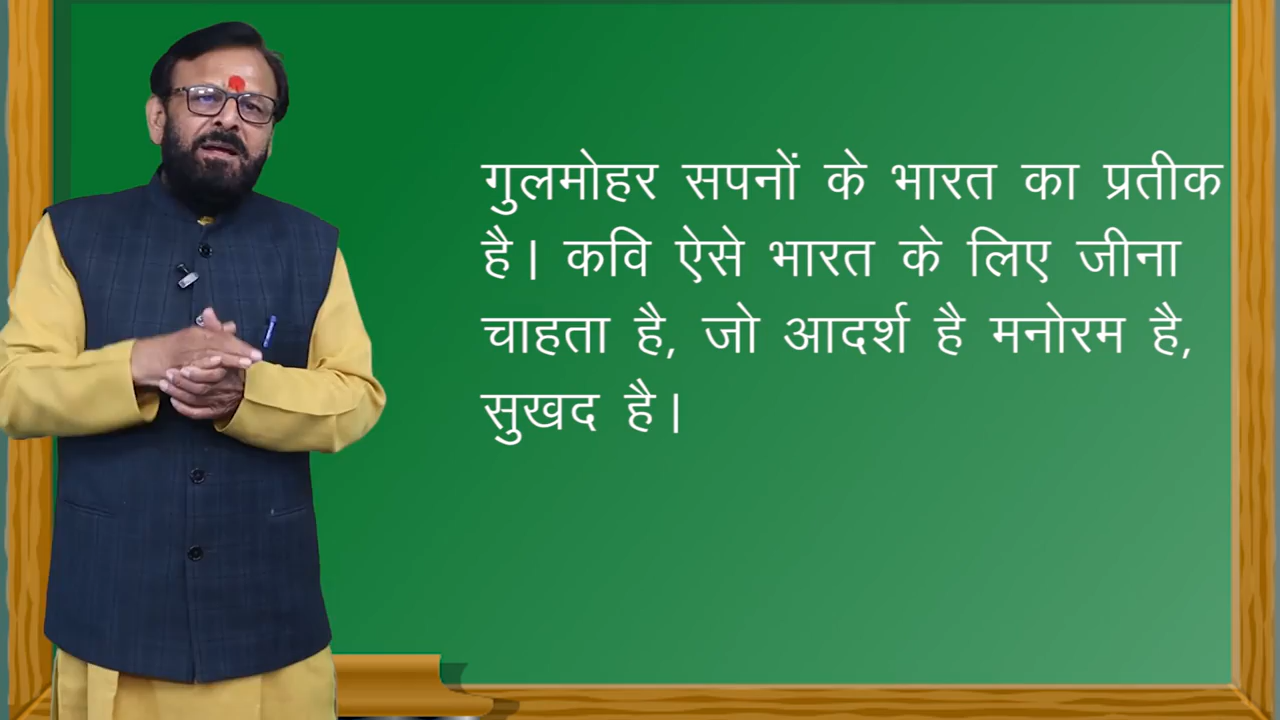 गुलमोहर सपनों के भारत का प्रतीक
है। कवि ऐसे भारत के लिए जीना
चाहता है, जो आदर्श है मनोरम है,
सुखद है।